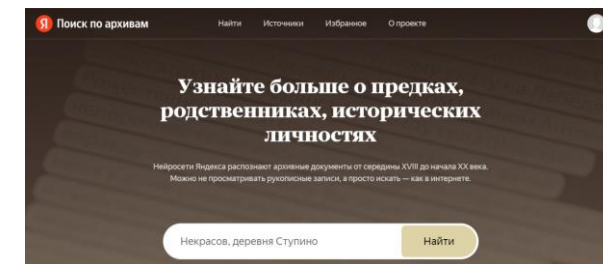 Я Поиск по архивам
Найти Источники Избранное О проекте
Узнайте больше о предках,
родственниках, исторических
личностях
Нейросети Яндекса распознают архивные документы от середины XVIII до начала XX века.
Можно не просматривать рукописные записи, а просто искать — как в интернете.
Некрасов, деревня Ступино
Найти